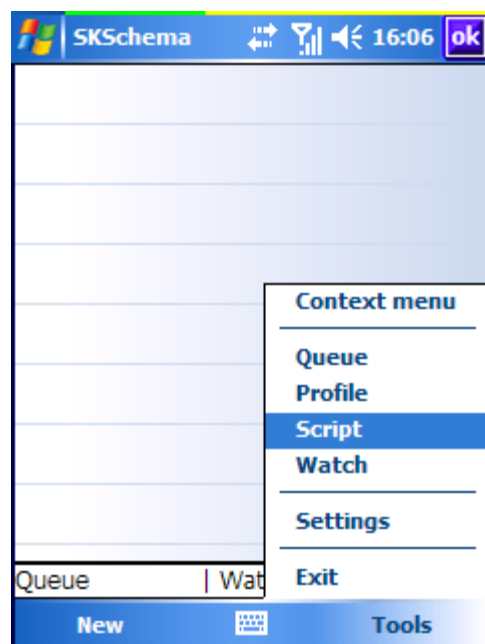 SKSchema 16:06 ok
Context menu
Queue
Profile
Script
Watch
Settings
Exit
Queue | Wat
New Tools